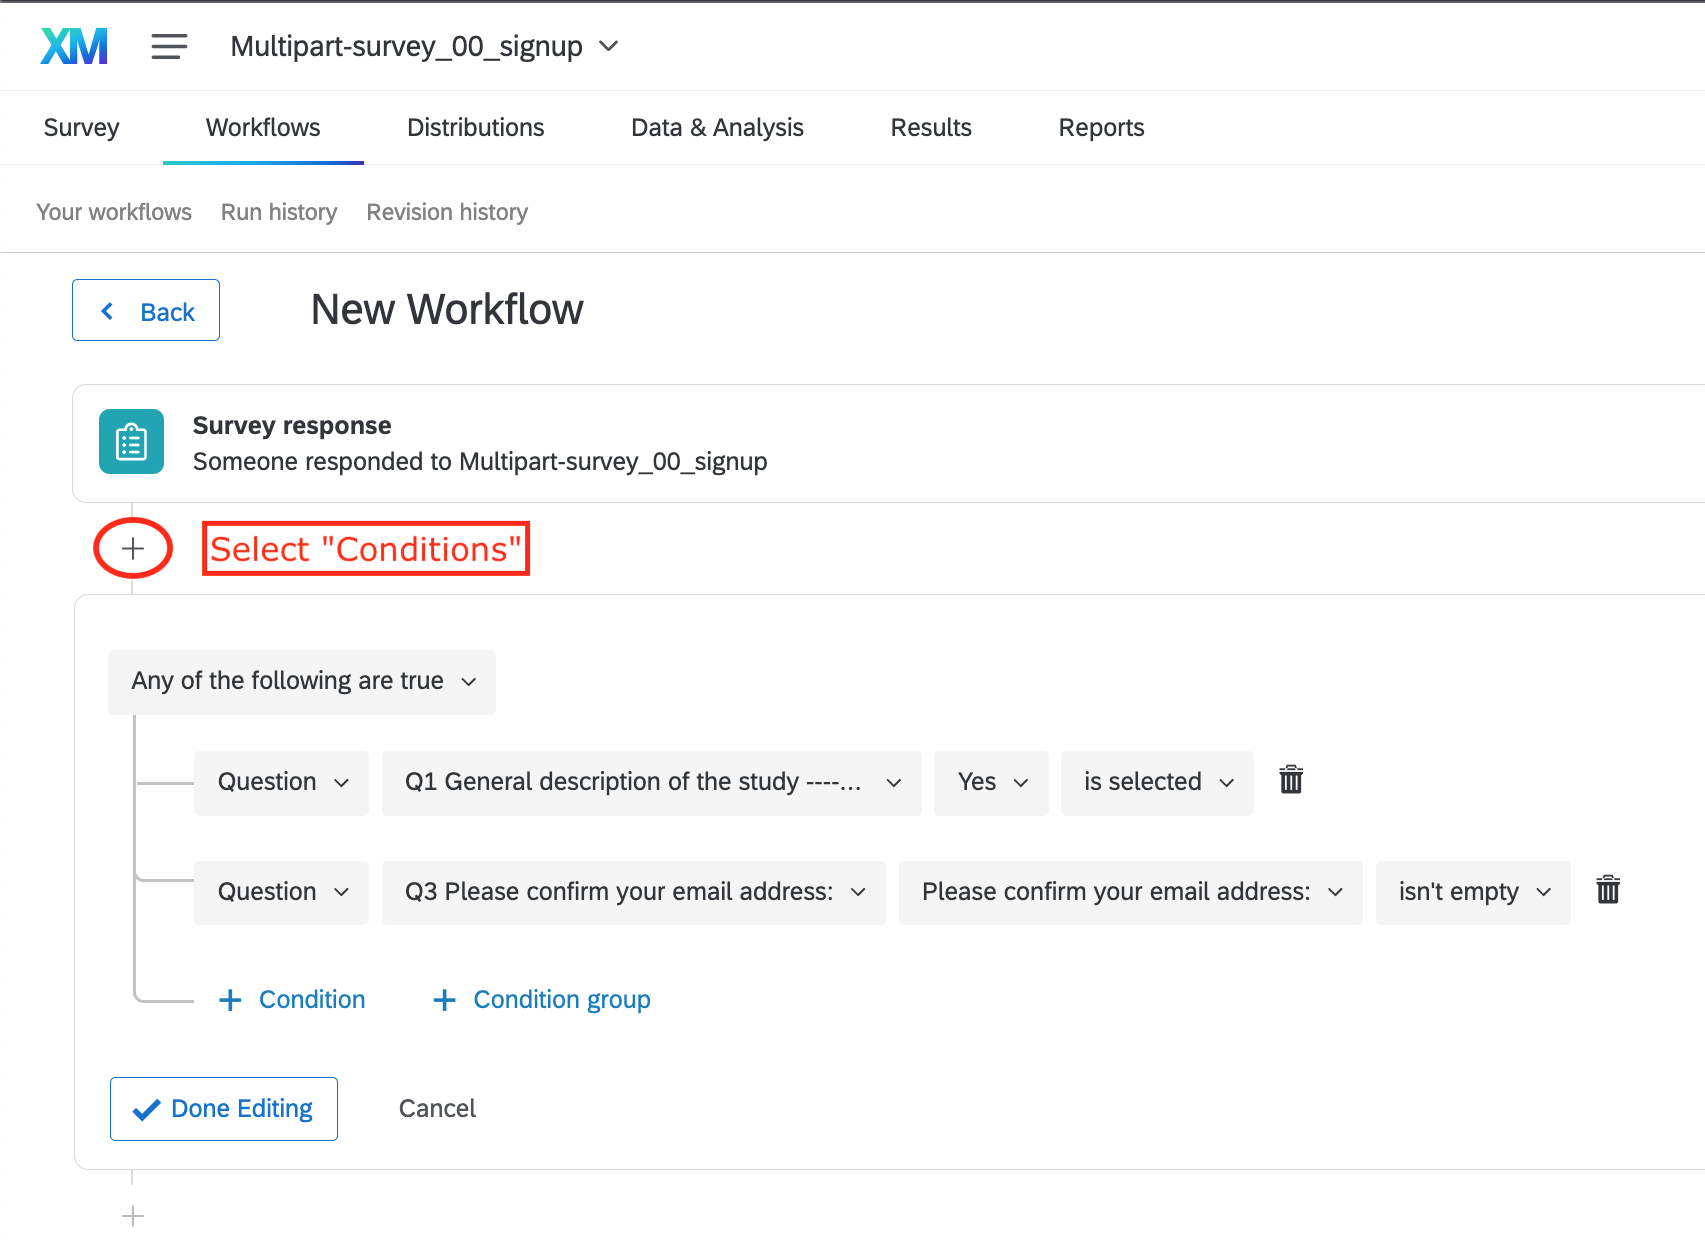 XM Multipart-survey_00_signup
Survey Workflows Distributions Data & Analysis Results Reports
Your workflows Run history Revision history
Back New Workflow
Survey response
Someone responded to Multipart-survey_00_signup
Select "Conditions"
Any of the following are true
Question Q1 General description of the study ----... Yes is selected
Question Q3 Please confirm your email address: Please confirm your email address: isn't empty
+ Condition + Condition group
Done Editing Cancel